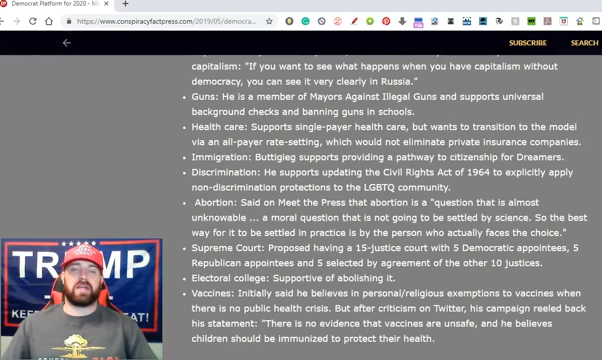 Democrat Platform for 2020 - M
https://www.conspiracyfactpress.com/2019/05/democra...
SUBSCRIBE SEARCH
capitalism: "If you want to see what happens when you have capitalism without
democracy, you can see it very clearly in Russia."
Guns: He is a member of Mayors Against Illegal Guns and supports universal
background checks and banning guns in schools.
Health care: Supports single-payer health care, but wants to transition to the model
via an all-payer rate-setting, which would not eliminate private insurance companies.
Immigration: Buttigieg supports providing a pathway to citizenship for Dreamers.
Discrimination: He supports updating the Civil Rights Act of 1964 to explicitly apply
non-discrimination protections to the LGBTQ community.
Abortion: Said on Meet the Press that abortion is a "question that is almost
unknowable ... a moral question that is not going to be settled by science. So the best
way for it to be settled in practice is by the person who actually faces the choice."
Supreme Court: Proposed having a 15-justice court with 5 Democratic appointees, 5
Republican appointees and 5 selected by agreement of the other 10 justices.
Electoral college: Supportive of abolishing it.
Vaccines: Initially said he believes in personal/religious exemptions to vaccines when
there is no public health crisis. But after criticism on Twitter, his campaign reeled back
his statement: "There is no evidence that vaccines are unsafe, and he believes
children should be immunized to protect their health.
TRUMP
KEE AT!